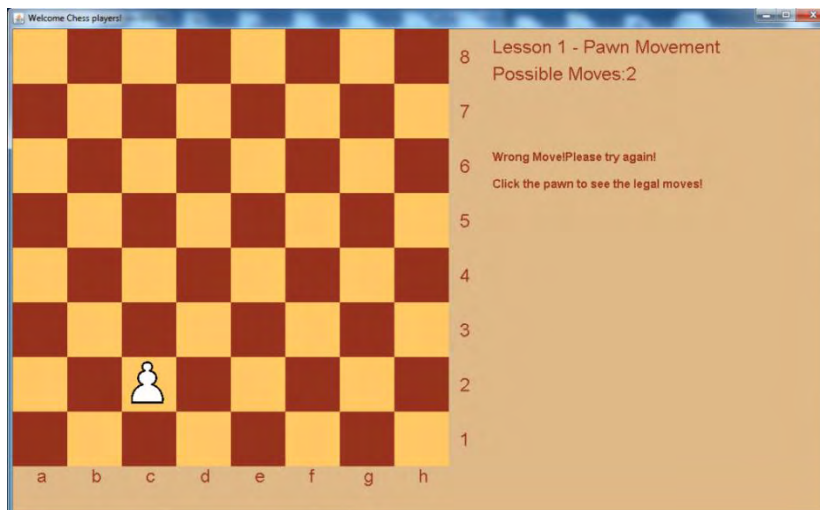 Welcome Chess players!
8
Lesson 1 - Pawn Movement
Possible Moves:2
7
6
Wrong Move!Please try again!
Click the pawn to see the legal moves!
5
4
3
2
1
a b c d e f g h